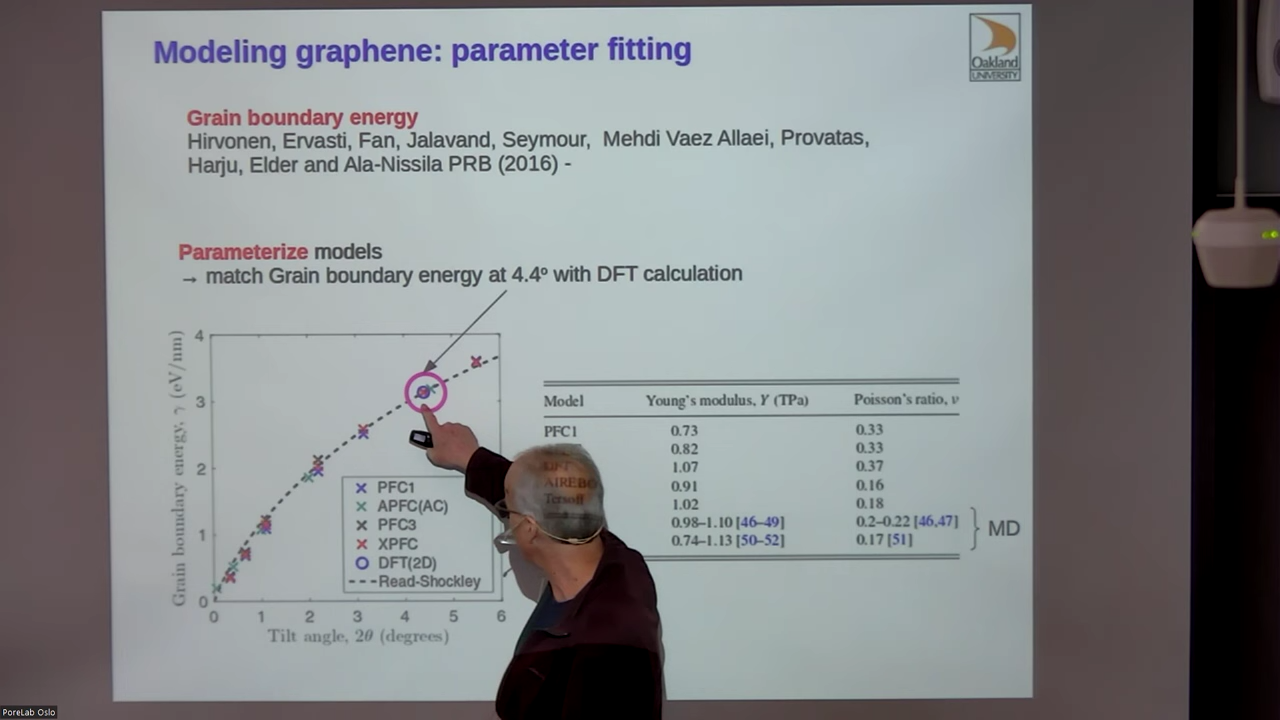 Modeling graphene: parameter fitting
Oakland
UNIVERSITY
Grain boundary energy
Hirvonen, Ervasti, Fan, Jalavand, Seymour, Mehdi Vaez Allaei, Provatas,
Harju, Elder and Ala-Nissila PRB (2016) -
Parameterize models
→ match Grain boundary energy at 4.4º with DFT calculation
Grain boundary energy, γ (eV/nm)
4
3
2
1
0
PFC1
APFC(AC)
PFC3
XPFC
DFT(2D)
Read-Shockley
0 1 2 3 4 5 6
Tilt angle, 2θ (degrees)
Model Young's modulus, Y (TPa) Poisson's ratio, ν
PFC1 0.73 0.33
0.82 0.33
1.07 0.37
DFT 0.91 0.16
1.02 0.18
AIREBO 0.98–1.10 [46–49] 0.2–0.22 [46,47]
Tersoff 0.74–1.13 [50–52] 0.17 [51]
MD
PoreLab Oslo